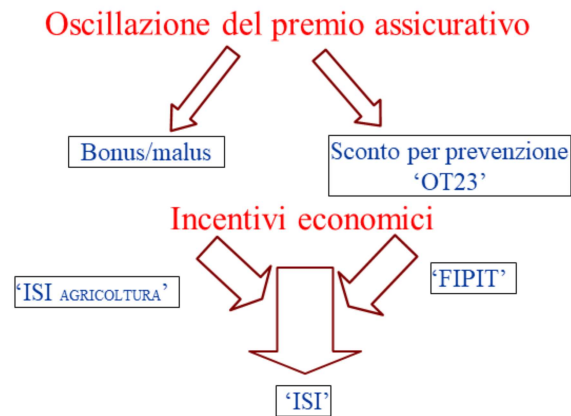 Oscillazione del premio assicurativo
Bonus/malus
Sconto per prevenzione
‘OT23’
Incentivi economici
‘ISI AGRICOLTURA’
‘FIPIT’
‘ISI’